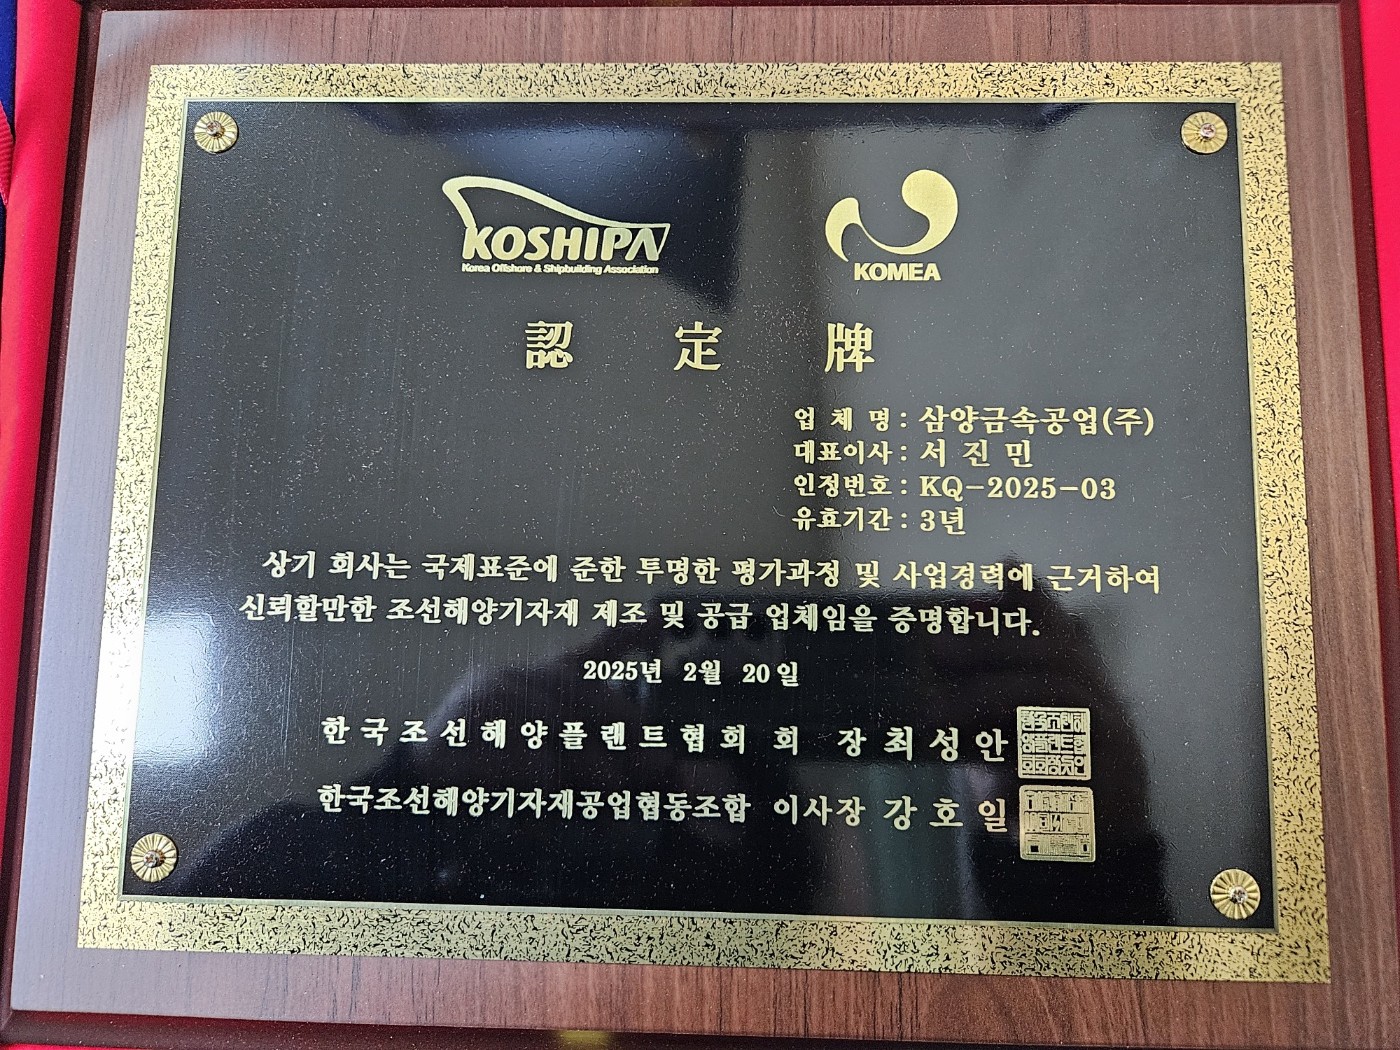 KOSHIPA
Korea Offshore & Shipbuilding Association
KOMEA
認 定 牌
업 체 명 : 삼양금속공업(주)
대표이사 : 서 진 민
인정번호 : KQ-2025-03
유효기간 : 3년
상기 회사는 국제표준에 준한 투명한 평가과정 및 사업경력에 근거하여
신뢰할만한 조선해양기자재 제조 및 공급 업체임을 증명합니다.
2025년 2월 20일
한국조선해양플랜트협회 회 장 최성안
한국조선해양기자재공업협동조합 이사장 강호일